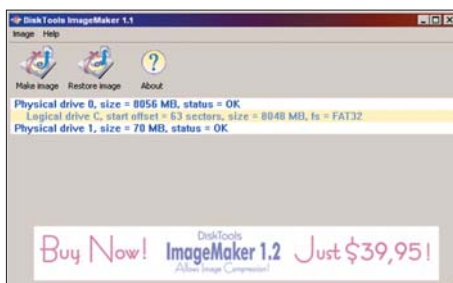 DiskTools ImageMaker 1.1
Image Help
Make image Restore image About
Physical drive 0, size = 8056 MB, status = OK
Logical drive C, start offset = 63 sectors, size = 8048 MB, fs = FAT32
Physical drive 1, size = 70 MB, status = OK
Buy Now!
DiskTools
ImageMaker 1.2
Allows Image Compression!
Just $39,95!